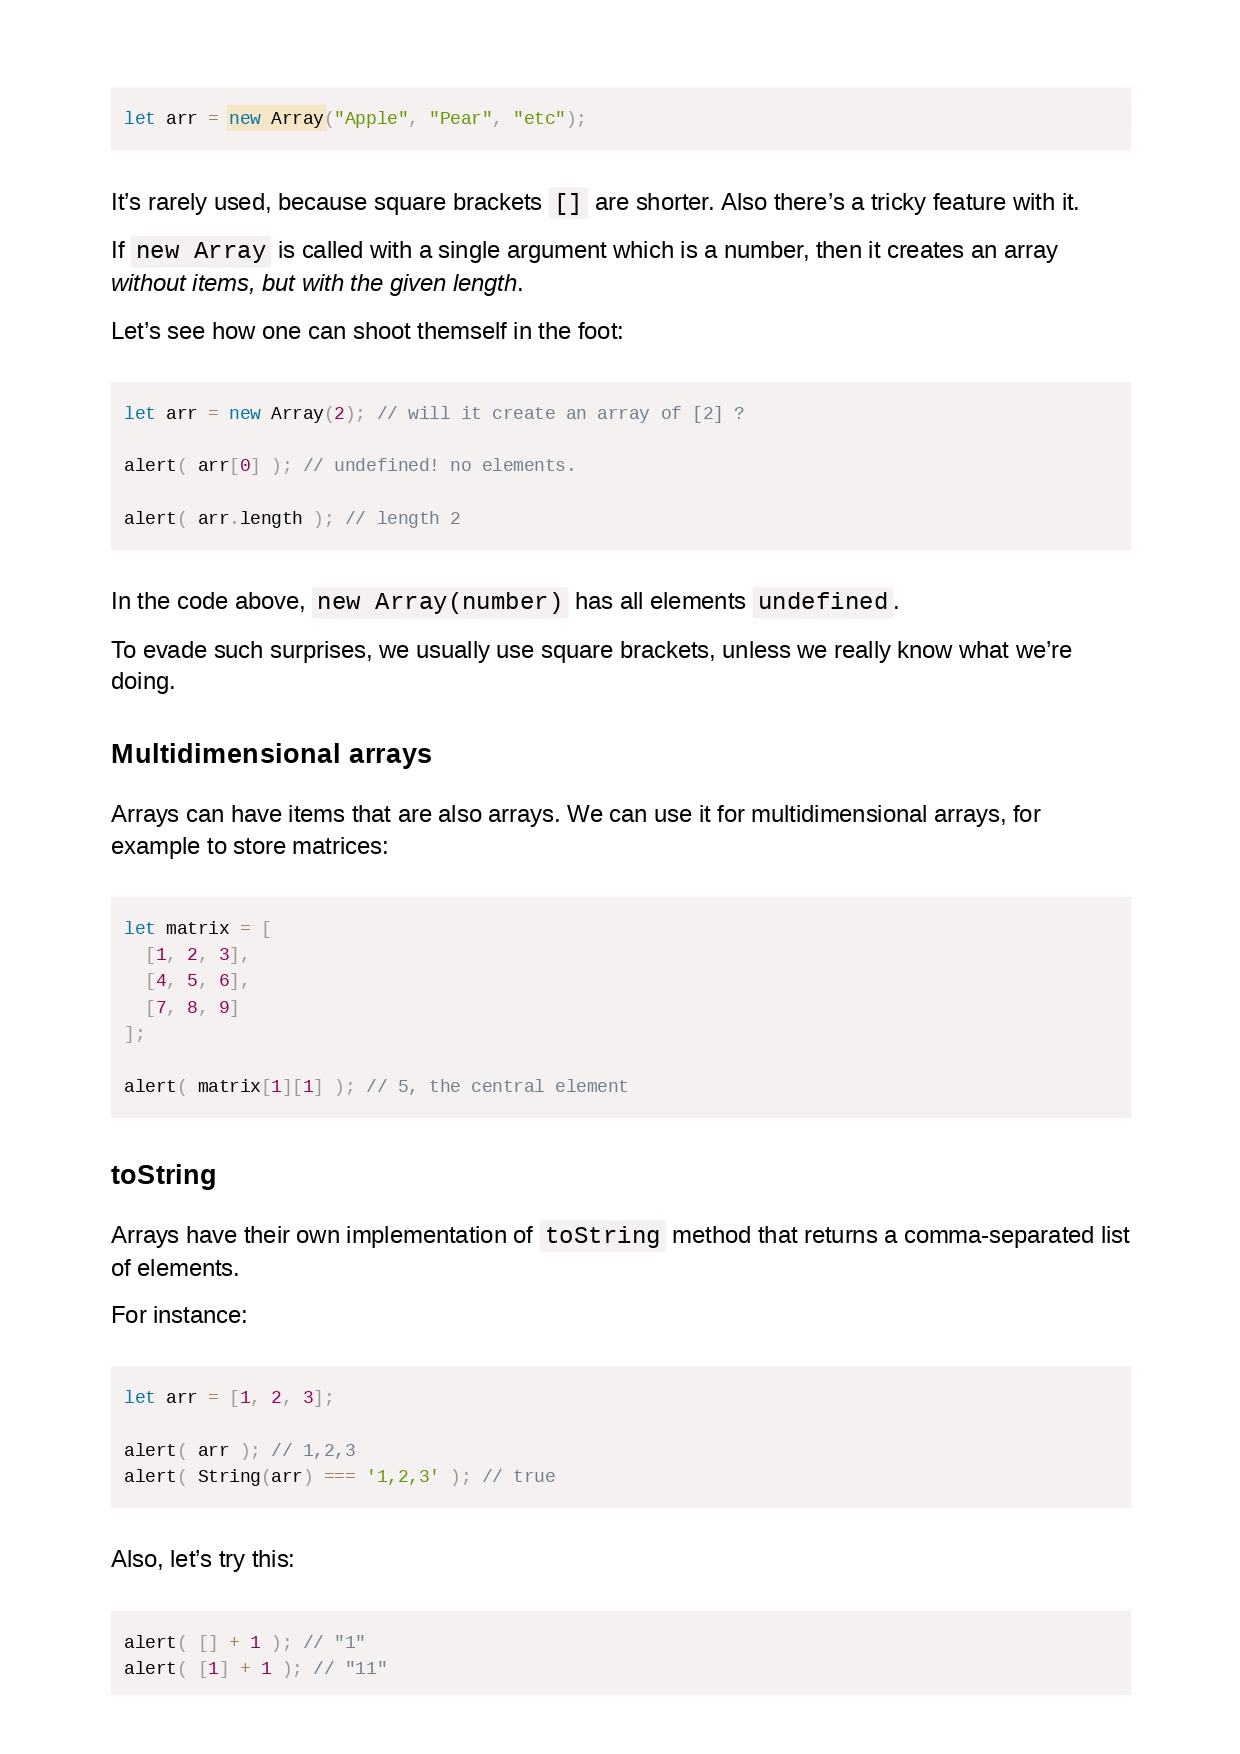 let arr = new Array("Apple", "Pear", "etc");
It’s rarely used, because square brackets [] are shorter. Also there’s a tricky feature with it.
If new Array is called with a single argument which is a number, then it creates an array
without items, but with the given length.
Let’s see how one can shoot themself in the foot:
let arr = new Array(2); // will it create an array of [2] ?
alert( arr[0] ); // undefined! no elements.
alert( arr.length ); // length 2
In the code above, new Array(number) has all elements undefined.
To evade such surprises, we usually use square brackets, unless we really know what we’re
doing.
Multidimensional arrays
Arrays can have items that are also arrays. We can use it for multidimensional arrays, for
example to store matrices:
let matrix = [
  [1, 2, 3],
  [4, 5, 6],
  [7, 8, 9]
];
alert( matrix[1][1] ); // 5, the central element
toString
Arrays have their own implementation of toString method that returns a comma-separated list
of elements.
For instance:
let arr = [1, 2, 3];
alert( arr ); // 1,2,3
alert( String(arr) === '1,2,3' ); // true
Also, let’s try this:
alert( [] + 1 ); // "1"
alert( [1] + 1 ); // "11"